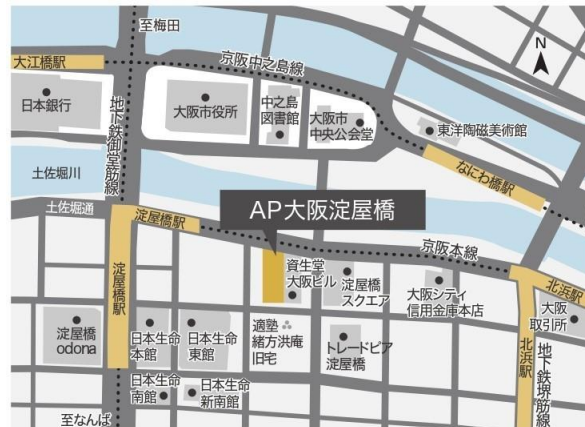 至梅田
N
大江橋駅
京阪中之島線
日本銀行
地下鉄御堂筋線
大阪市役所
中之島
図書館
大阪市
中央公会堂
東洋陶磁美術館
なにわ橋駅
土佐堀川
土佐堀通
淀屋橋駅
AP大阪淀屋橋
京阪本線
淀屋橋駅
資生堂
大阪ビル
淀屋橋
スクエア
大阪シティ
信用金庫本店
北浜駅
大阪
取引所
淀屋橋
odona
日本生命
本館
日本生命
東館
適塾
緒方洪庵
旧宅
トレードピア
淀屋橋
北浜駅
地下鉄堺筋線
日本生命
南館
日本生命
新南館
至なんば